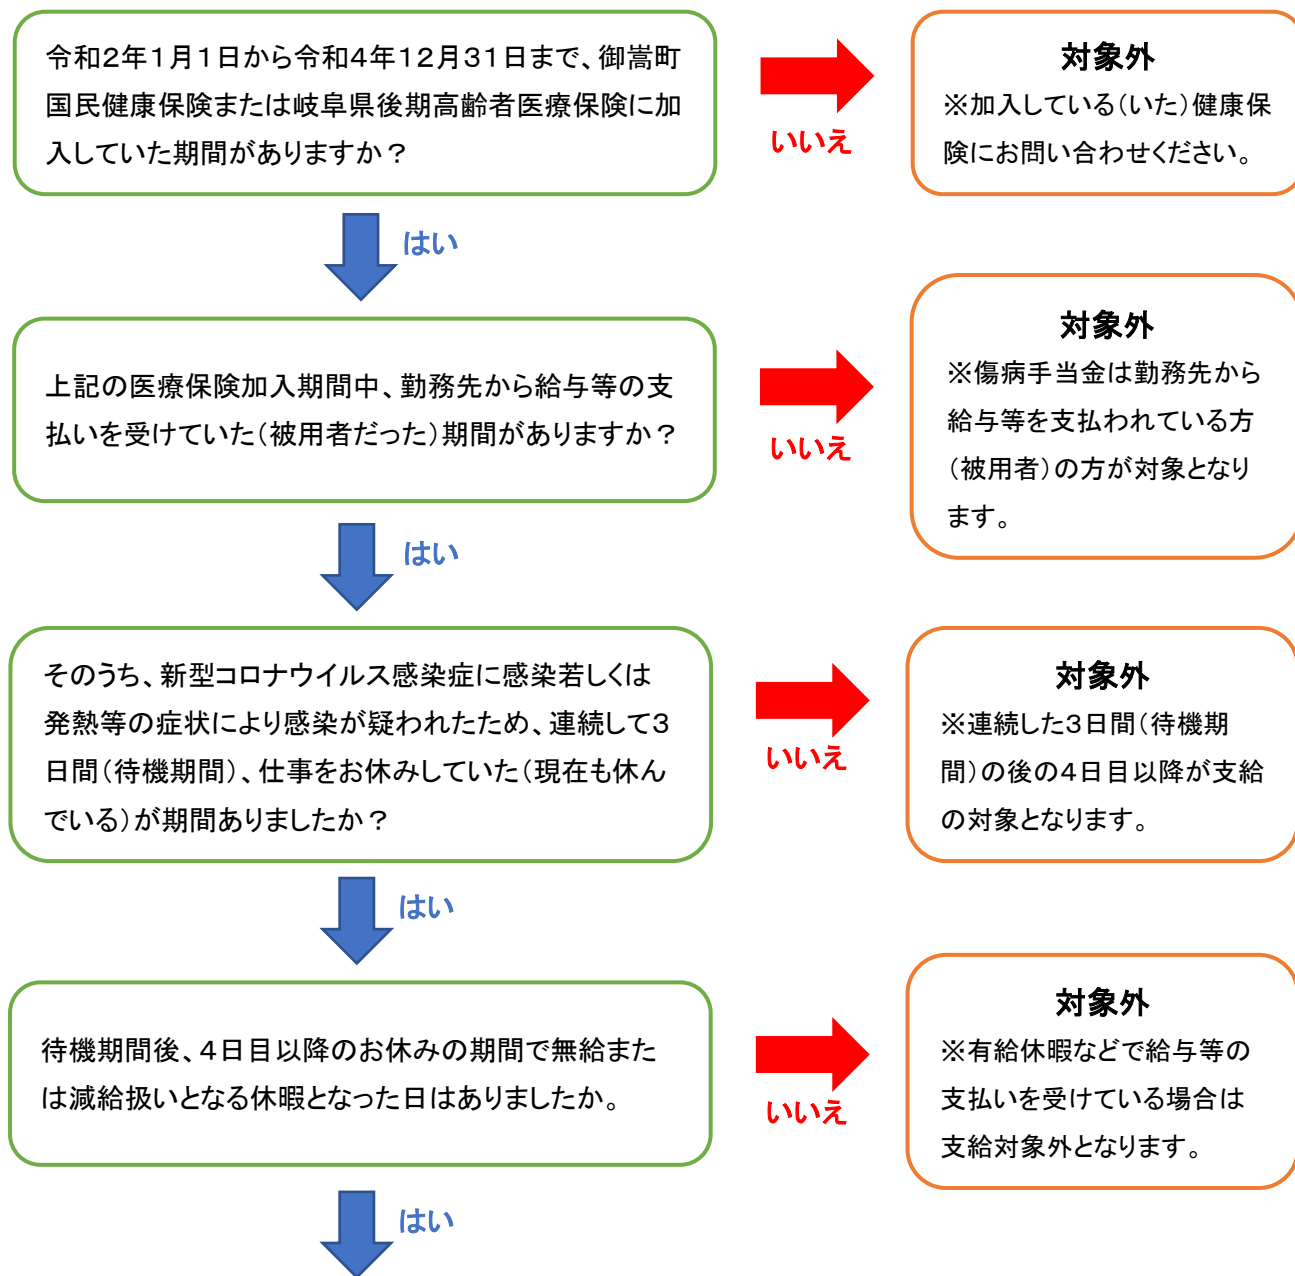 令和2年1月1日から令和4年12月31日まで、御嵩町
国民健康保険または岐阜県後期高齢者医療保険に加
入していた期間がありますか？
いいえ
対象外
※加入している（いた）健康保
険にお問い合わせください。
はい
上記の医療保険加入期間中、勤務先から給与等の支
払いを受けていた（被用者だった）期間がありますか？
いいえ
対象外
※傷病手当金は勤務先から
給与等を支払われている方
（被用者）の方が対象となり
ます。
はい
そのうち、新型コロナウイルス感染症に感染若しくは
発熱等の症状により感染が疑われたため、連続して3
日間（待機期間）、仕事をお休みしていた（現在も休ん
でいる）が期間ありましたか？
いいえ
対象外
※連続した3日間（待機期
間）の後の4日目以降が支給
の対象となります。
はい
待機期間後、4日目以降のお休みの期間で無給また
は減給扱いとなる休暇となった日はありましたか。
いいえ
対象外
※有給休暇などで給与等の
支払いを受けている場合は
支給対象外となります。
はい